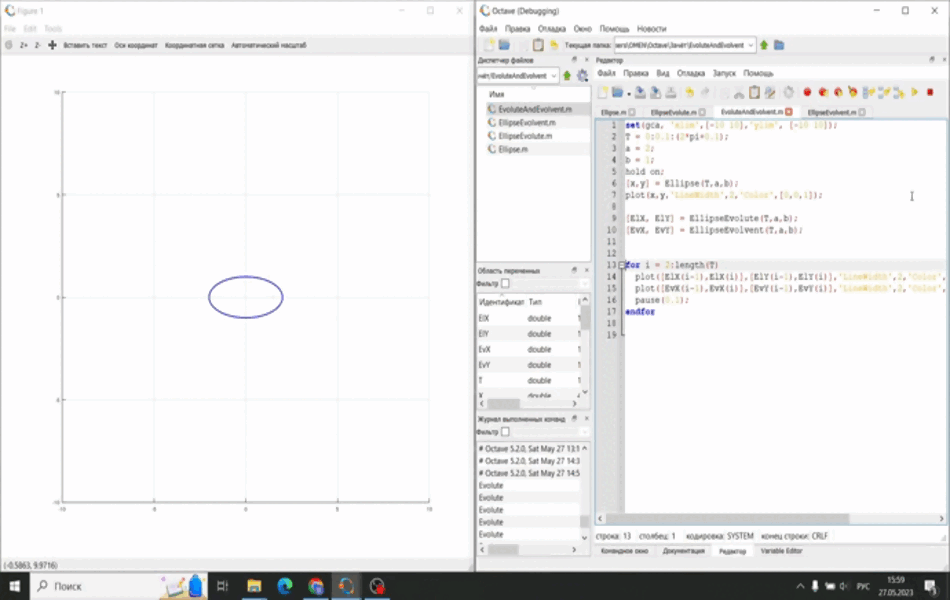 Figure 1
File Edit Tools
Z+ Z- Вставить текст Оси координат Координатная сетка Автоматический масштаб
10
5
0
-5
-10
-10 -5 0 5 10
(-0.5863, 9.9716)
Octave (Debugging)
Файл Правка Отладка Окно Помощь Новости
Текущая папка: sers\OMEN\Octave\Зачёт\EvoluteAndEvolvent
Диспетчер файлов
чёт/EvoluteAndEvolvent
Имя
EvoluteAndEvolvent.m
EllipseEvolvent.m
EllipseEvolute.m
Ellipse.m
Область переменных
Фильтр
Идентификат Тип
ElX double 1
ElY double 1
EvX double 1
EvY double 1
T double 1
X double
Журнал выполненных команд
Фильтр
# Octave 5.2.0, Sat May 27 13:1
# Octave 5.2.0, Sat May 27 14:3
# Octave 5.2.0, Sat May 27 14:5
Evolute
Evolute
Evolute
Evolute
Evolute
Редактор
Файл Правка Вид Отладка Запуск Помощь
Ellipse.m EllipseEvolute.m EvoluteAndEvolvent.m EllipseEvolvent.m
1 set(gca, 'xlim',[-10 10],'ylim', [-10 10]);
2 T = 0:0.1:(2*pi+0.1);
3 a = 2;
4 b = 1;
5 hold on;
6 [x,y] = Ellipse(T,a,b);
7 plot(x,y,'LineWidth',2,'Color',[0,0,1]);
8
9 [ElX, ElY] = EllipseEvolute(T,a,b);
10 [EvX, EvY] = EllipseEvolvent(T,a,b);
11
12
13 for i = 2:length(T)
14 plot([ElX(i-1),ElX(i)],[ElY(i-1),ElY(i)],'LineWidth',2,'Color',
15 plot([EvX(i-1),EvX(i)],[EvY(i-1),EvY(i)],'LineWidth',2,'Color',
16 pause(0.1);
17 endfor
18
19
строка: 13 столбец: 1 кодировка: SYSTEM конец строки: CRLF
Командное окно Документация Редактор Variable Editor
Поиск
РУС
15:59
27.05.2023